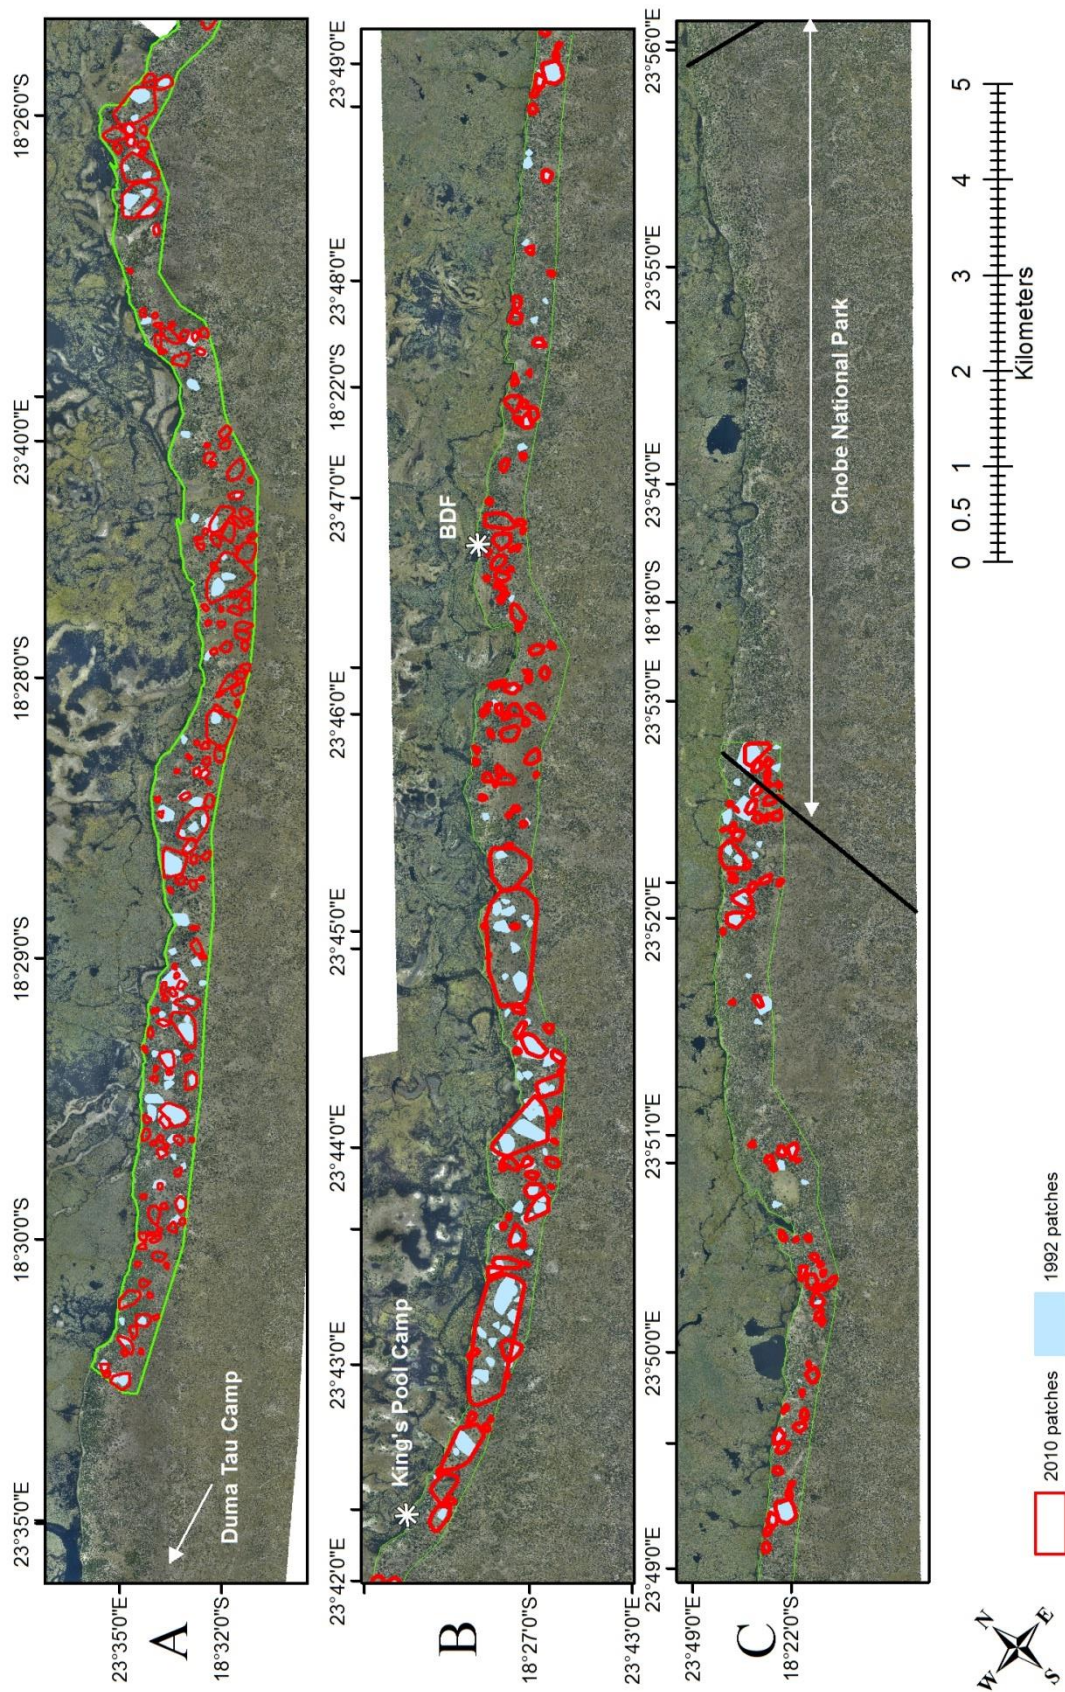 18°26'0"S
23°40'0"E
18°28'0"S
18°29'0"S
18°30'0"S
23°35'0"E
23°35'0"E
18°32'0"S
A
Duma Tau Camp
23°49'0"E
23°48'0"E
18°22'0"S
23°47'0"E
23°46'0"E
23°45'0"E
23°44'0"E
23°43'0"E
23°42'0"E
18°27'0"S
23°43'0"E
B
BDF
King's Pool Camp
23°56'0"E
23°55'0"E
23°54'0"E
18°18'0"S
23°53'0"E
23°52'0"E
23°51'0"E
23°50'0"E
23°49'0"E
23°49'0"E
18°22'0"S
C
Chobe National Park
0 0.5 1 2 3 4 5
Kilometers
N
E
S
W
2010 patches
1992 patches